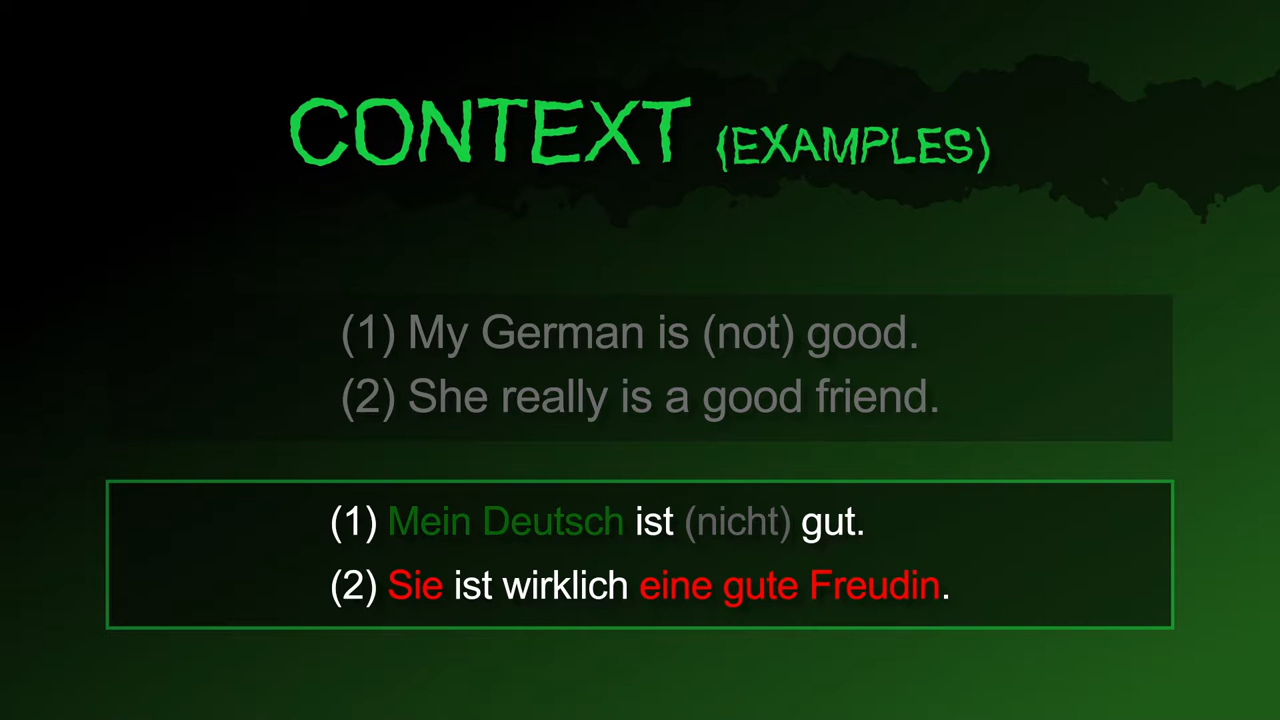 CONTEXT (EXAMPLES)
(1) My German is (not) good.
(2) She really is a good friend.
(1) Mein Deutsch ist (nicht) gut.
(2) Sie ist wirklich eine gute Freudin.